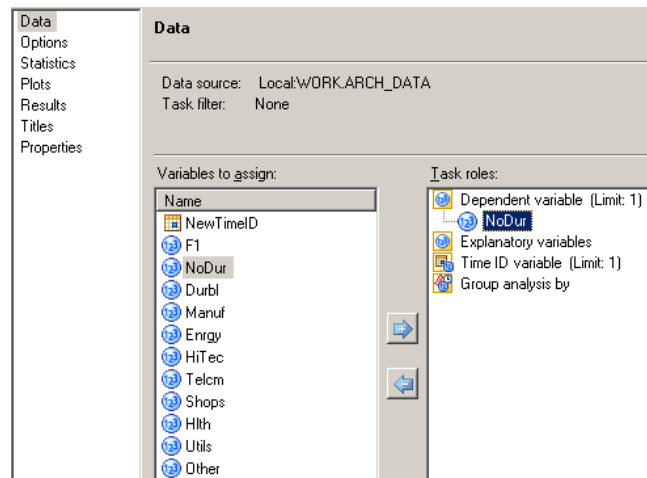 Data
Options
Statistics
Plots
Results
Titles
Properties
Data
Data source: Local:WORK.ARCH_DATA
Task filter: None
Variables to assign:
Name
NewTimeID
F1
NoDur
Durbl
Manuf
Enrgy
HiTec
Telcm
Shops
Hlth
Utils
Other
Task roles:
Dependent variable (Limit: 1)
NoDur
Explanatory variables
Time ID variable (Limit: 1)
Group analysis by